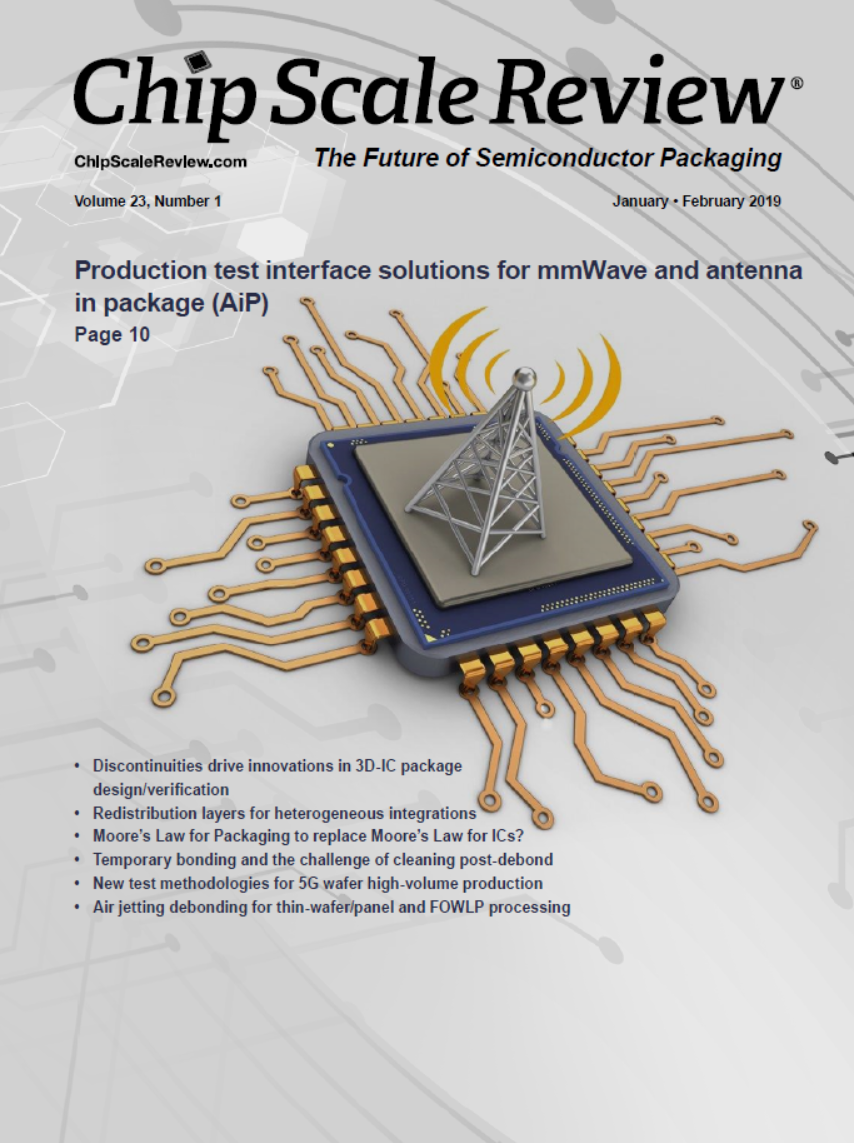 Chip Scale Review®
ChipScaleReview.com
The Future of Semiconductor Packaging
Volume 23, Number 1
January • February 2019
Production test interface solutions for mmWave and antenna
in package (AiP)
Page 10
• Discontinuities drive innovations in 3D-IC package
design/verification
• Redistribution layers for heterogeneous integrations
• Moore's Law for Packaging to replace Moore's Law for ICs?
• Temporary bonding and the challenge of cleaning post-debond
• New test methodologies for 5G wafer high-volume production
• Air jetting debonding for thin-wafer/panel and FOWLP processing